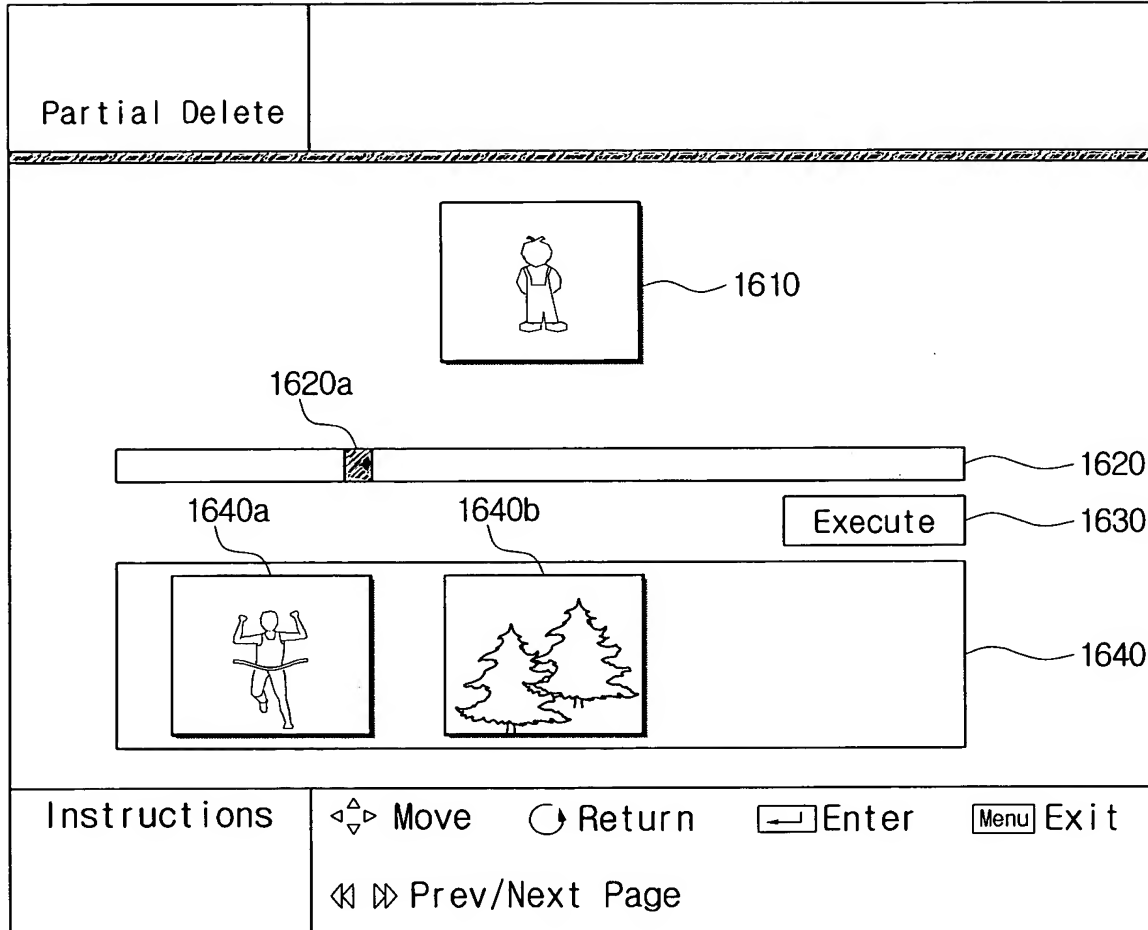 Partial Delete
1610
1620a
1620
1640a 1640b
Execute 1630
1640
Instructions Move Return Enter Menu Exit
Prev/Next Page